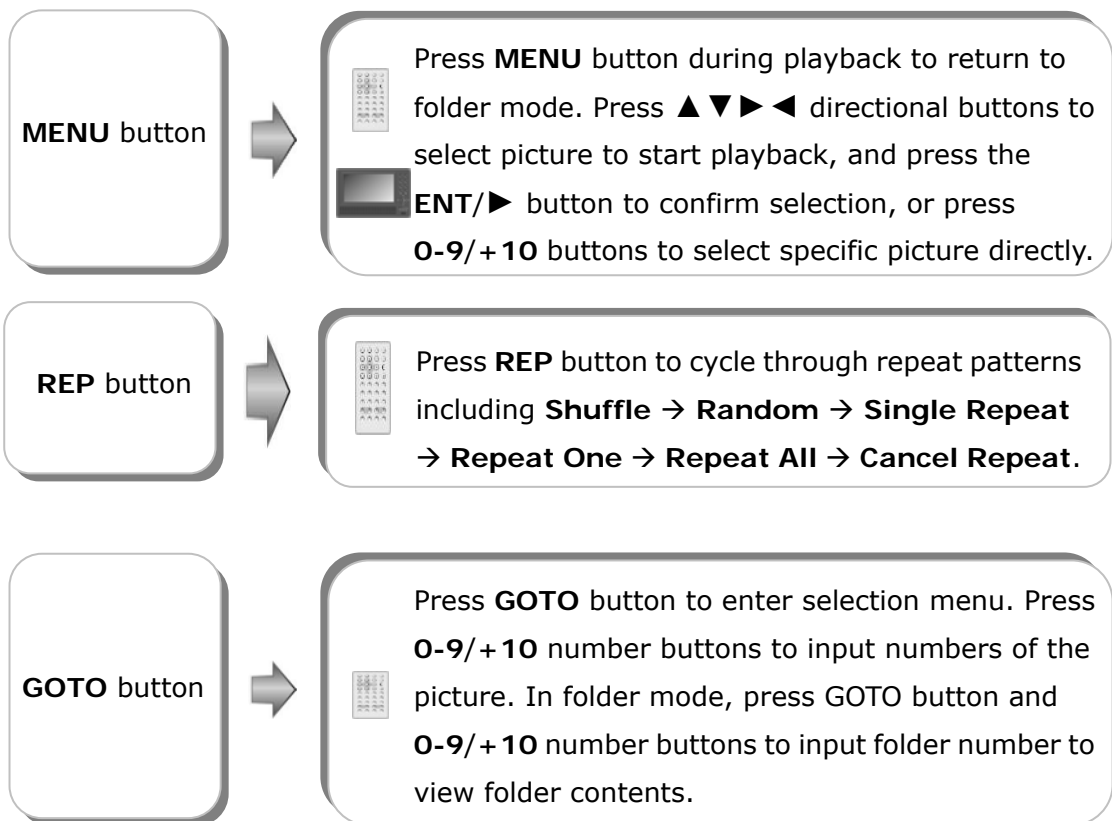 MENU button
Press MENU button during playback to return to
folder mode. Press ▲▼►◄ directional buttons to
select picture to start playback, and press the
ENT/► button to confirm selection, or press
0-9/+10 buttons to select specific picture directly.
REP button
Press REP button to cycle through repeat patterns
including Shuffle → Random → Single Repeat
→ Repeat One → Repeat All → Cancel Repeat.
GOTO button
Press GOTO button to enter selection menu. Press
0-9/+10 number buttons to input numbers of the
picture. In folder mode, press GOTO button and
0-9/+10 number buttons to input folder number to
view folder contents.